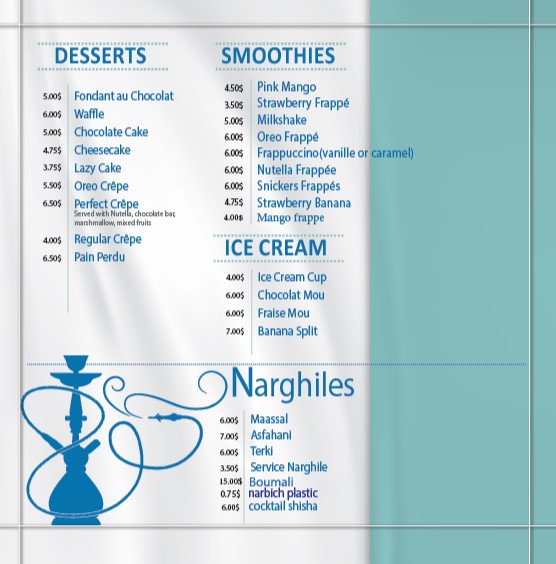 DESSERTS
5.00$ Fondant au Chocolat
6.00$ Waffle
5.00$ Chocolate Cake
4.75$ Cheesecake
3.75$ Lazy Cake
5.50$ Oreo Crêpe
6.50$ Perfect Crêpe
Served with Nutella, chocolate bar,
marshmallow, mixed fruits
4.00$ Regular Crêpe
6.50$ Pain Perdu
SMOOTHIES
4.50$ Pink Mango
3.50$ Strawberry Frappé
5.00$ Milkshake
6.00$ Oreo Frappé
6.00$ Frappuccino(vanille or caramel)
6.00$ Nutella Frappée
6.00$ Snickers Frappés
4.75$ Strawberry Banana
4.00$ Mango frappe
ICE CREAM
4.00$ Ice Cream Cup
6.00$ Chocolat Mou
6.00$ Fraise Mou
7.00$ Banana Split
Narghiles
6.00$ Maassal
7.00$ Asfahani
6.00$ Terki
3.50$ Service Narghile
15.00$ Boumali
0.75$ narbich plastic
6.00$ cocktail shisha